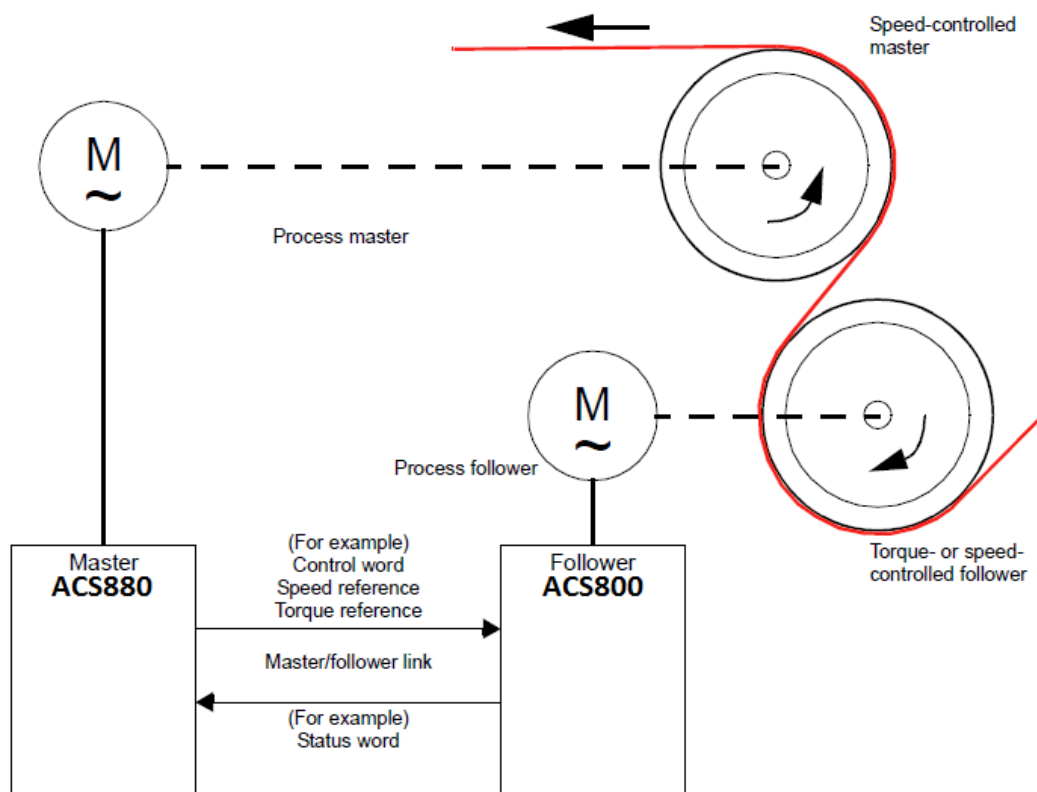 Speed-controlled
master
M
~
Process master
M
~
Process follower
Master
ACS880
(For example)
Control word
Speed reference
Torque reference
Master/follower link
(For example)
Status word
Follower
ACS800
Torque- or speed-
controlled follower